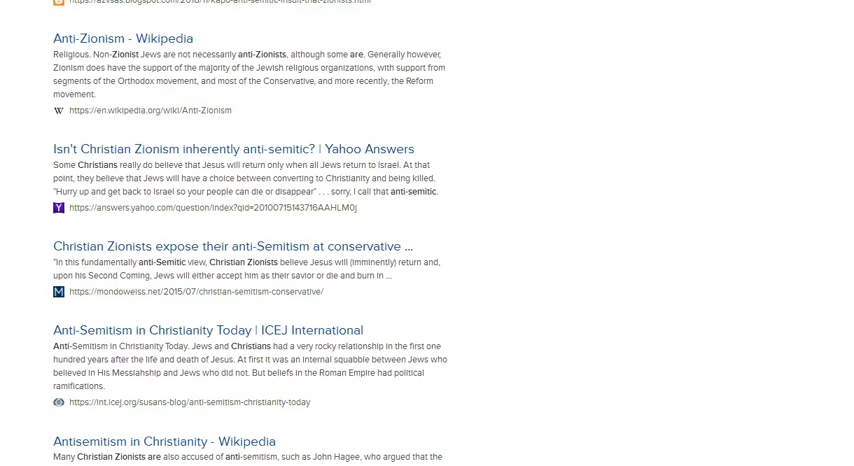 https://azvsas.blogspot.com/2018/11/kapo-anti-semitic-insult-that-zionists.html
Anti-Zionism - Wikipedia
Religious. Non-Zionist Jews are not necessarily anti-Zionists, although some are. Generally however,
Zionism does have the support of the majority of the Jewish religious organizations, with support from
segments of the Orthodox movement, and most of the Conservative, and more recently, the Reform
movement.
https://en.wikipedia.org/wiki/Anti-Zionism
Isn't Christian Zionism inherently anti-semitic? | Yahoo Answers
Some Christians really do believe that Jesus will return only when all Jews return to Israel. At that
point, they believe that Jews will have a choice between converting to Christianity and being killed.
"Hurry up and get back to Israel so your people can die or disappear" . . . sorry, I call that anti-semitic.
https://answers.yahoo.com/question/index?qid=20100715143716AAHLM0j
Christian Zionists expose their anti-Semitism at conservative ...
"In this fundamentally anti-Semitic view, Christian Zionists believe Jesus will (imminently) return and,
upon his Second Coming, Jews will either accept him as their savior or die and burn in ...
https://mondoweiss.net/2015/07/christian-semitism-conservative/
Anti-Semitism in Christianity Today | ICEJ International
Anti-Semitism in Christianity Today. Jews and Christians had a very rocky relationship in the first one
hundred years after the life and death of Jesus. At first it was an internal squabble between Jews who
believed in His Messiahship and Jews who did not. But beliefs in the Roman Empire had political
ramifications.
https://int.icej.org/susans-blog/anti-semitism-christianity-today
Antisemitism in Christianity - Wikipedia
Many Christian Zionists are also accused of anti-semitism, such as John Hagee, who argued that the